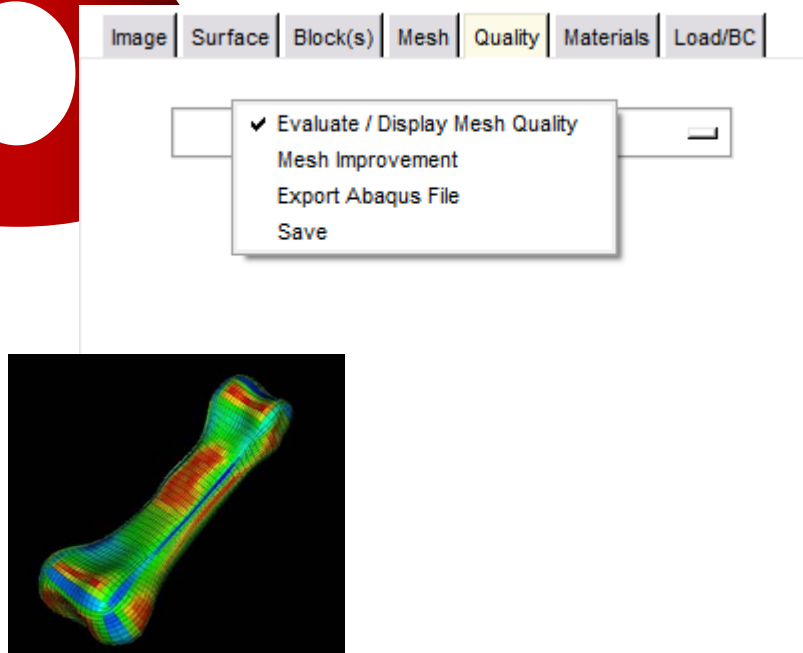 Image Surface Block(s) Mesh Quality Materials Load/BC
✔ Evaluate / Display Mesh Quality
Mesh Improvement
Export Abaqus File
Save